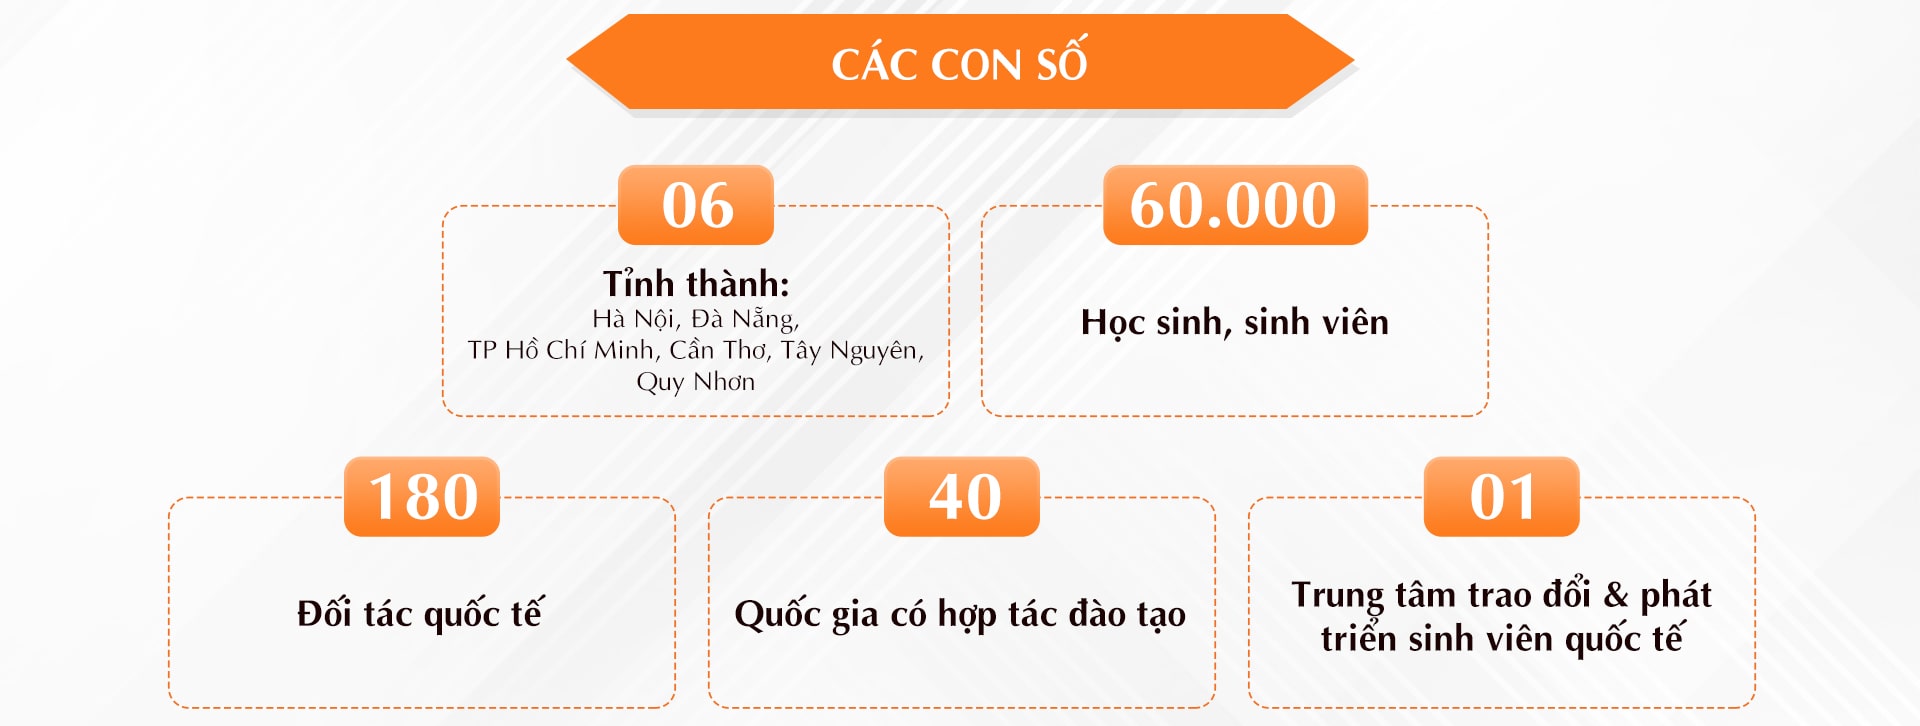 CÁC CON SỐ
06
Tỉnh thành:
Hà Nội, Đà Nẵng,
TP Hồ Chí Minh, Cần Thơ, Tây Nguyên,
Quy Nhơn
60.000
Học sinh, sinh viên
180
Đối tác quốc tế
40
Quốc gia có hợp tác đào tạo
01
Trung tâm trao đổi & phát
triển sinh viên quốc tế